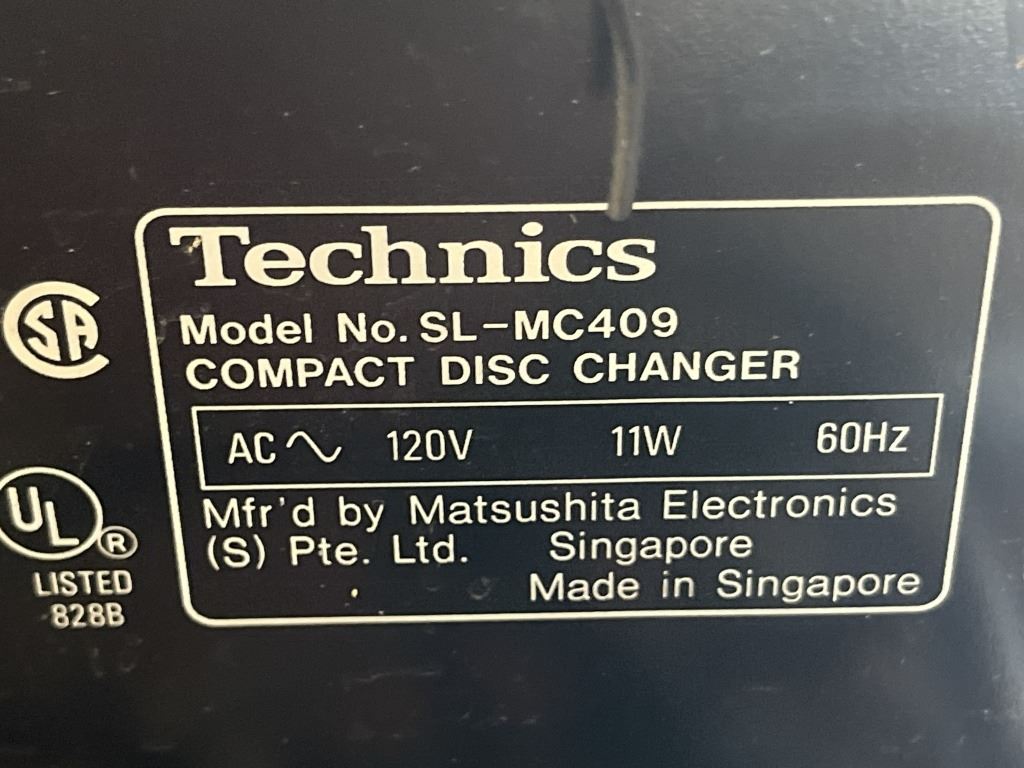 Technics
Model No. SL-MC409
COMPACT DISC CHANGER
AC 120V 11W 60Hz
Mfr'd by Matsushita Electronics
(S) Pte. Ltd. Singapore
Made in Singapore
SA
UL ®
LISTED
828B